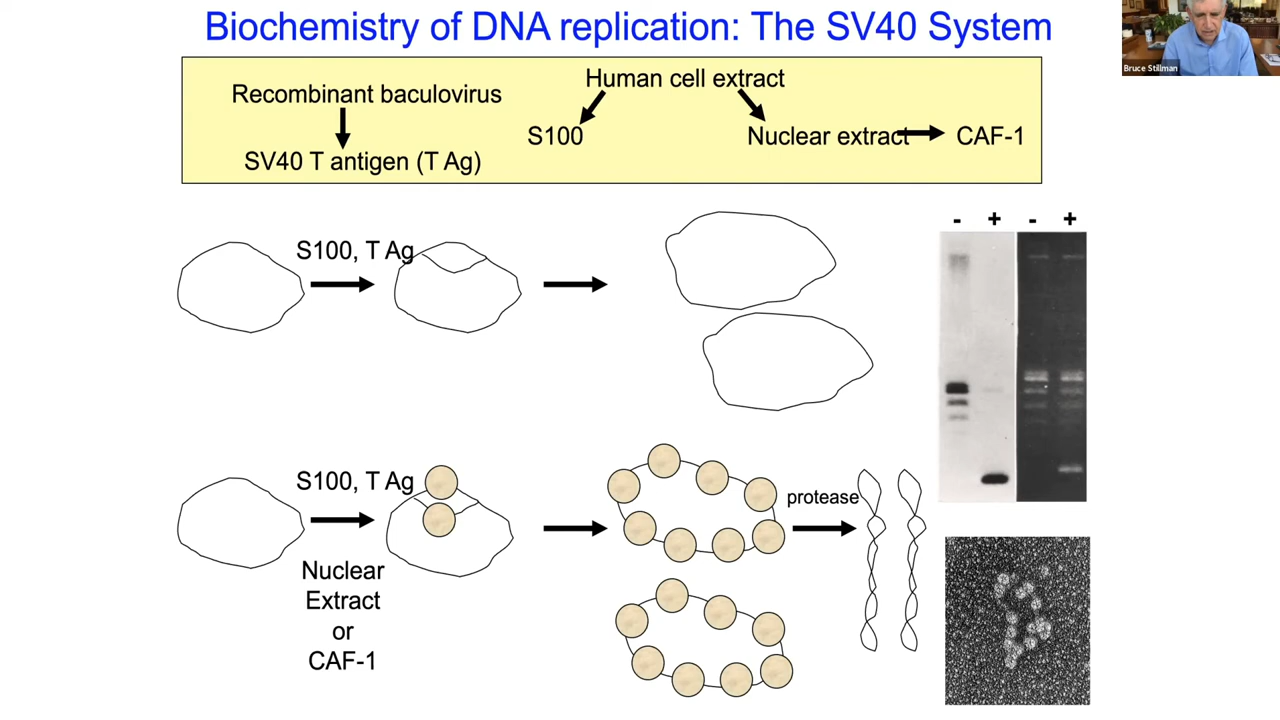 Biochemistry of DNA replication: The SV40 System
Bruce Stillman
Recombinant baculovirus
SV40 T antigen (T Ag)
Human cell extract
S100
Nuclear extract
CAF-1
S100, T Ag
- + - +
S100, T Ag
Nuclear
Extract
or
CAF-1
protease